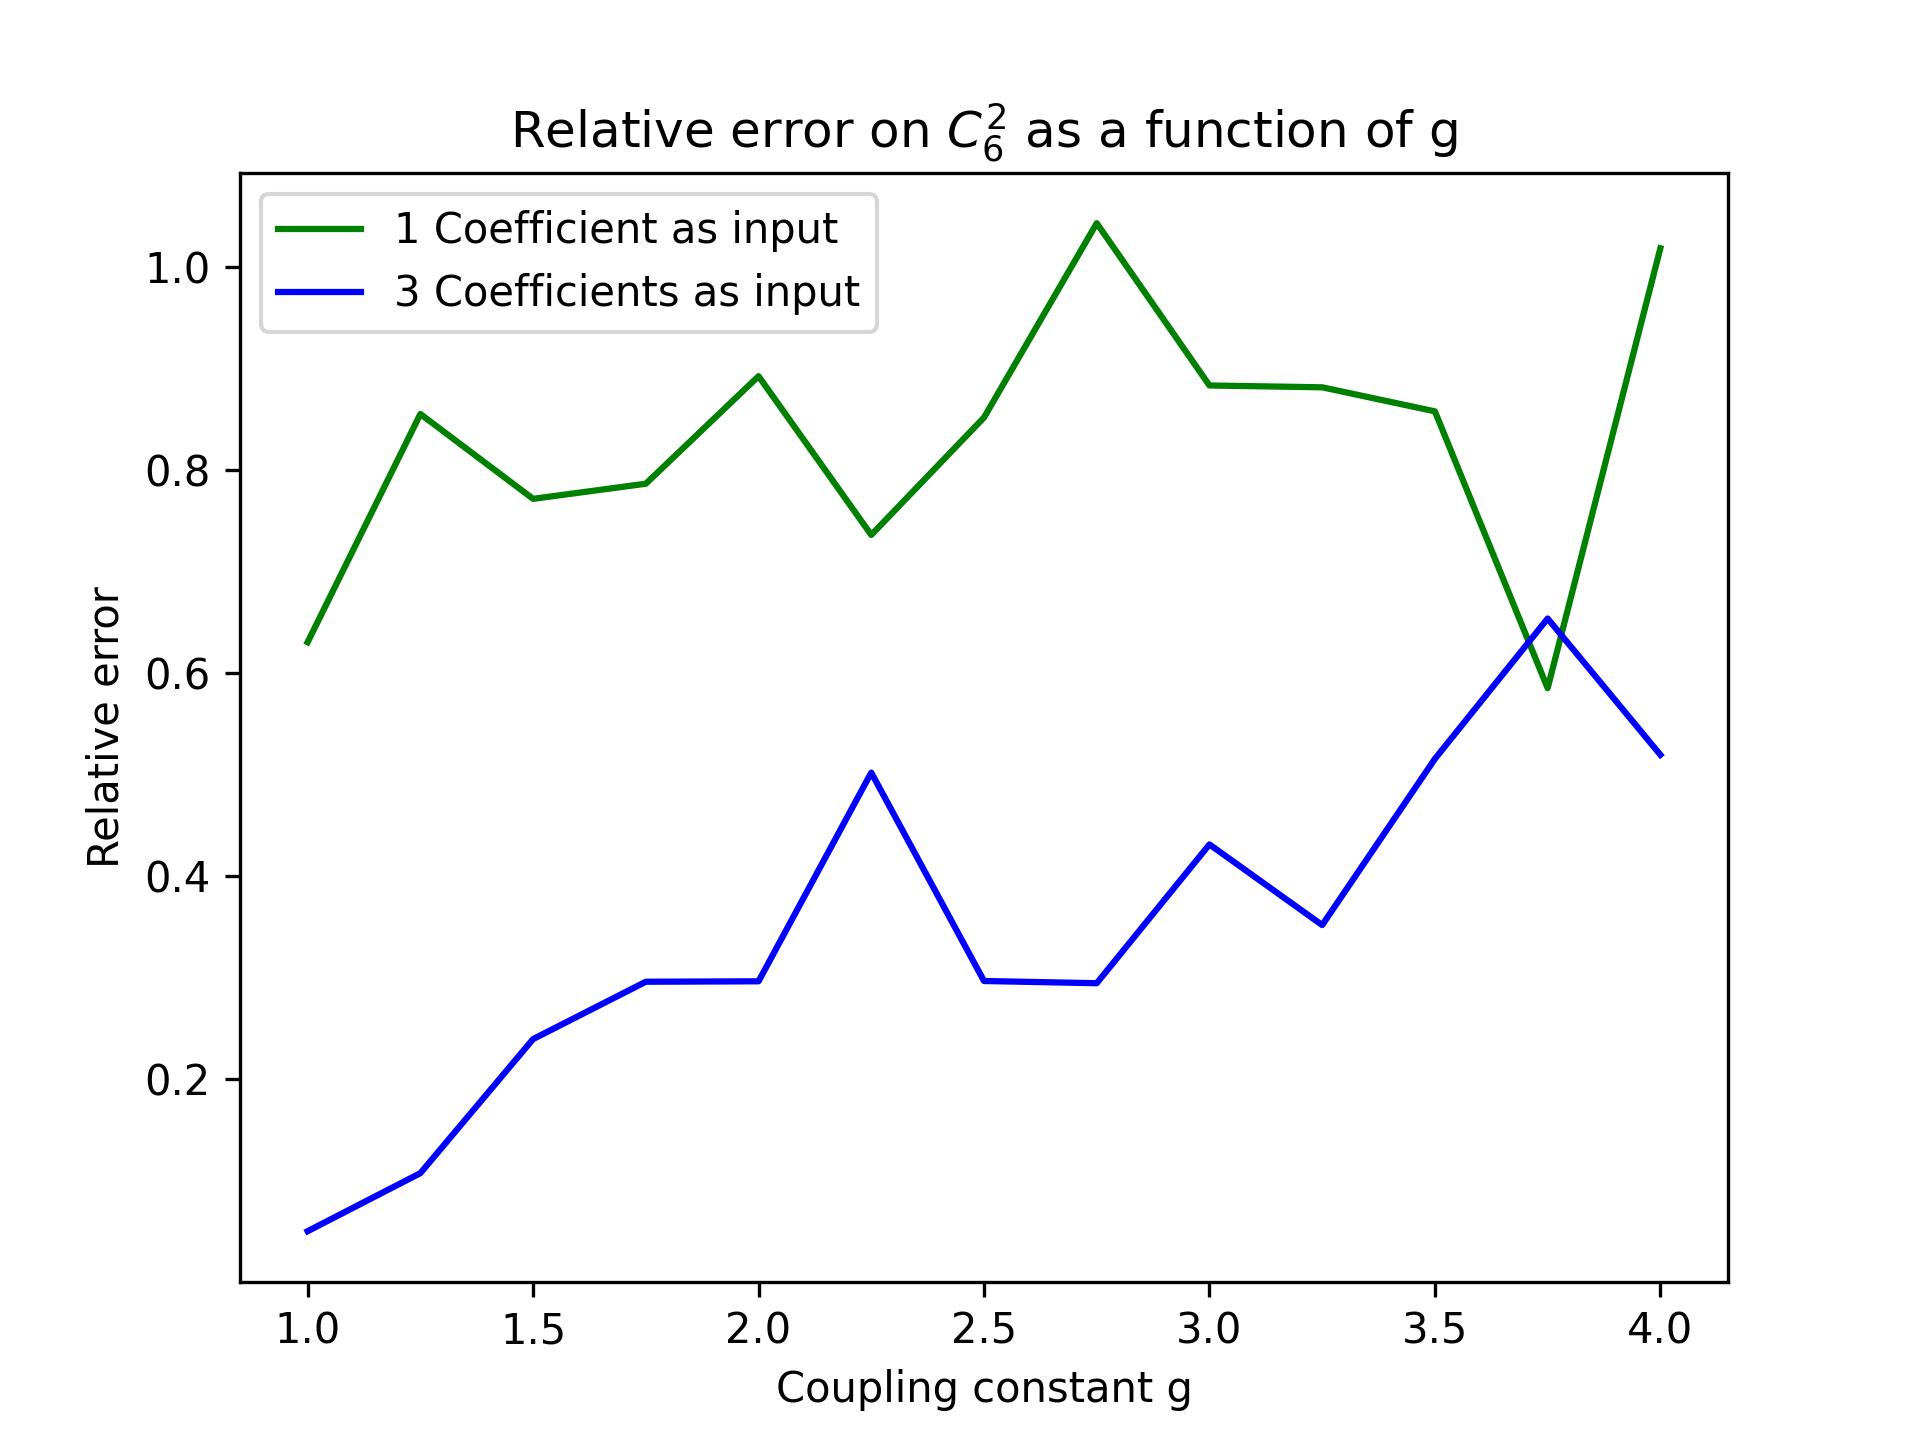 Relative error on $C_6^2$ as a function of g
1 Coefficient as input
3 Coefficients as input
1.0
0.8
0.6
0.4
0.2
Relative error
1.0 1.5 2.0 2.5 3.0 3.5 4.0
Coupling constant g